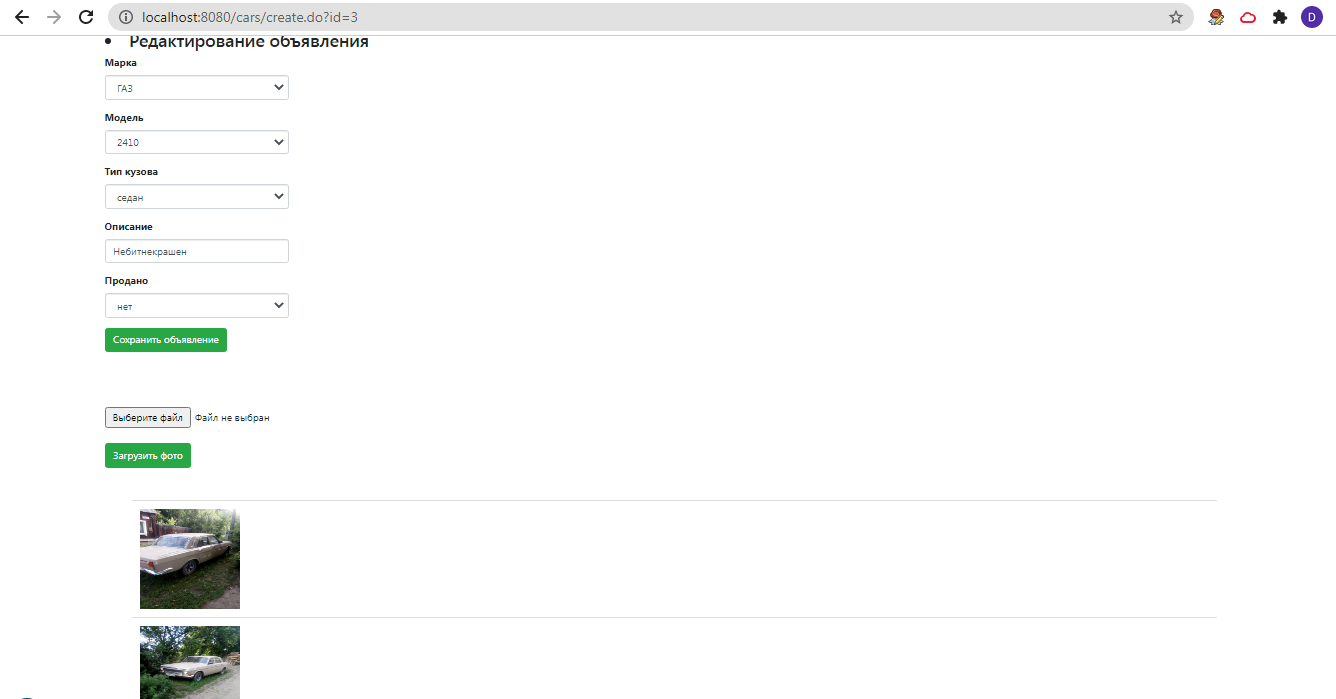 localhost:8080/cars/create.do?id=3
D
• Редактирование объявления
Марка
ГАЗ
Модель
2410
Тип кузова
седан
Описание
Небитнекрашен
Продано
нет
Сохранить объявление
Выберите файл Файл не выбран
Загрузить фото